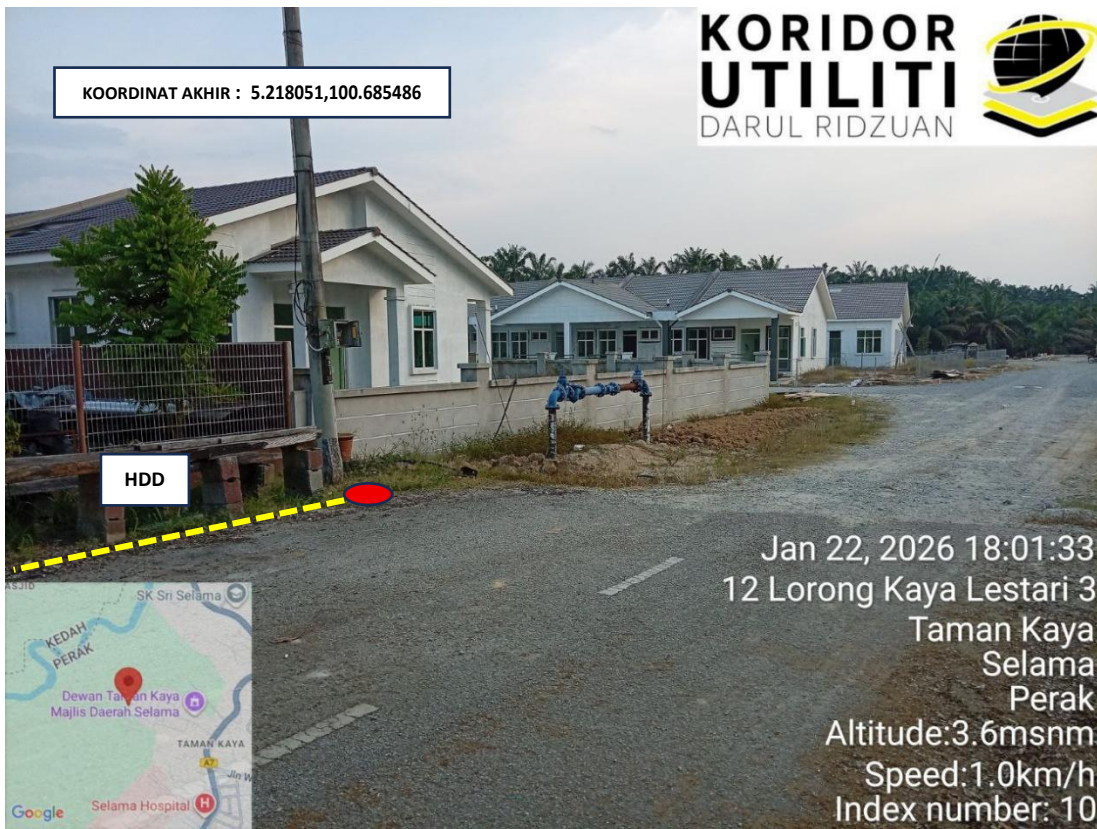 KORIDOR
UTILITI
DARUL RIDZUAN
KOORDINAT AKHIR : 5.218051,100.685486
HDD
Jan 22, 2026 18:01:33
12 Lorong Kaya Lestari 3
Taman Kaya
Selama
Perak
Altitude:3.6msnm
Speed:1.0km/h
Index number: 10
SK Sri Selama
KEDAH
PERAK
Dewan Taman Kaya
Majlis Daerah Selama
TAMAN KAYA
A7
Selama Hospital
H
Google